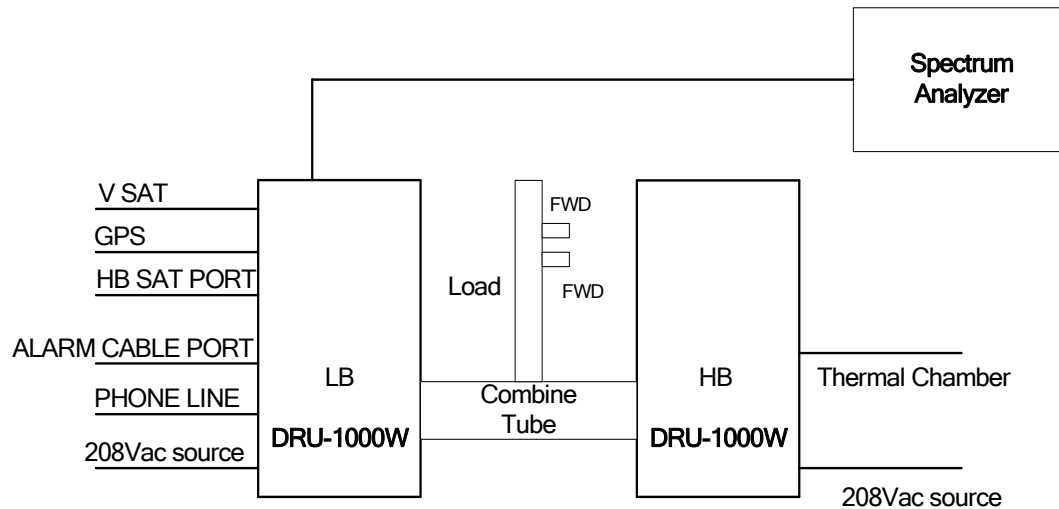 Spectrum
Analyzer
V SAT
GPS
HB SAT PORT
ALARM CABLE PORT
PHONE LINE
208Vac source
LB
DRU-1000W
FWD
Load
FWD
Combine
Tube
HB
DRU-1000W
Thermal Chamber
208Vac source